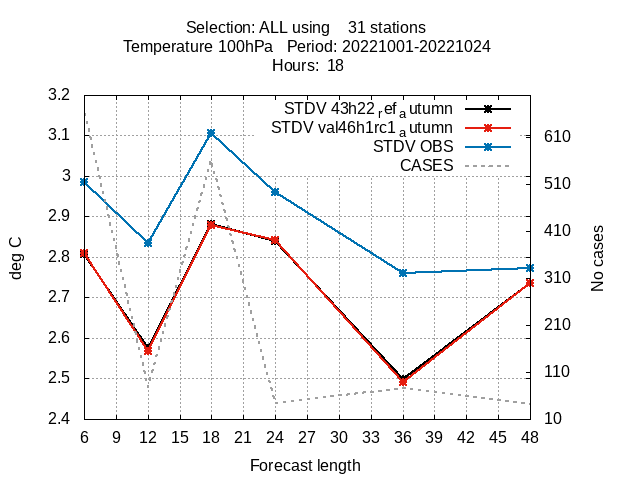 Selection: ALL using 31 stations
Temperature 100hPa Period: 20221001-20221024
Hours: 18
STDV 43h22ref autumn
STDV val46h1rc1autumn
STDV OBS
CASES
3.2
3.1
3
2.9
2.8
2.7
2.6
2.5
2.4
deg C
610
510
410
310
210
110
10
No cases
6 9 12 15 18 21 24 27 30 33 36 39 42 45 48
Forecast length